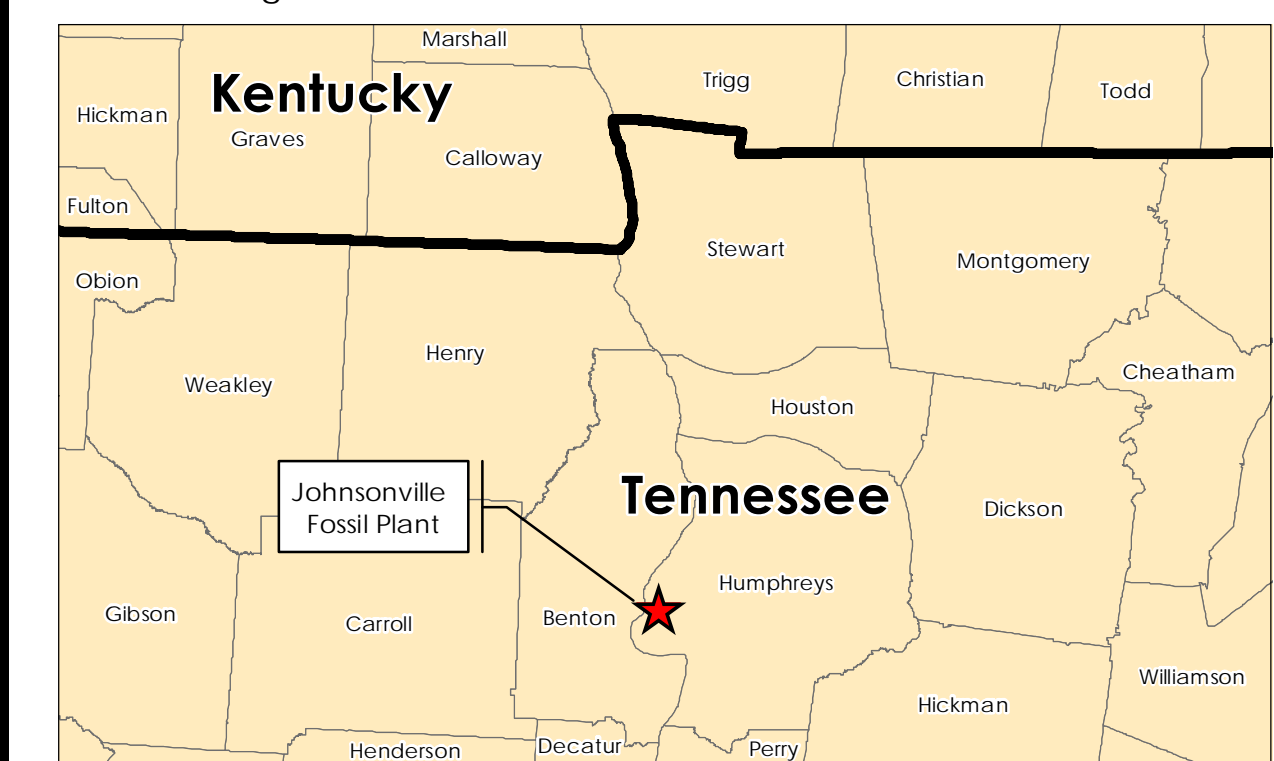 Marshall
Kentucky
Trigg
Christian
Todd
Hickman
Graves
Calloway
Fulton
Stewart
Montgomery
Obion
Henry
Weakley
Cheatham
Houston
Johnsonville
Fossil Plant
Tennessee
Dickson
Humphreys
Gibson
Carroll
Benton
Williamson
Hickman
Henderson
Decatur
Perry